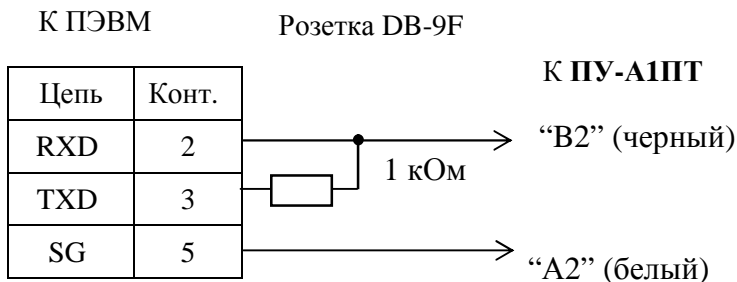 К ПЭВМ
Розетка DB-9F
К ПУ-А1ПТ
Цепь Конт.
RXD 2
“В2” (черный)
1 кОм
TXD 3
SG 5
“А2” (белый)